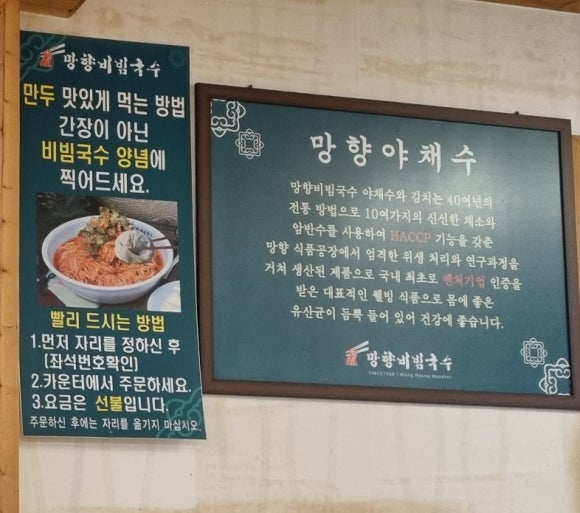 망향비빔국수
만두 맛있게 먹는 방법
간장이 아닌
비빔국수 양념에
찍어드세요.
빨리 드시는 방법
1.먼저 자리를 정하신 후
(좌석번호확인)
2.카운터에서 주문하세요.
3.요금은 선불입니다.
주문하신 후에는 자리를 옮기지 마십시오.
망향야채수
망향비빔국수 야채수와 김치는 40여년의
전통 방법으로 10여가지의 신선한 채소와
암반수를 사용하여 HACCP 기능을 갖춘
망향 식품공장에서 엄격한 위생 처리와 연구과정을
거쳐 생산된 제품으로 국내 최초로 벤처기업 인증을
받은 대표적인 웰빙 식품으로 몸에 좋은
유산균이 듬뿍 들어 있어 건강에 좋습니다.
망향비빔국수
SINCE1968 | Mang Hyang Noodles